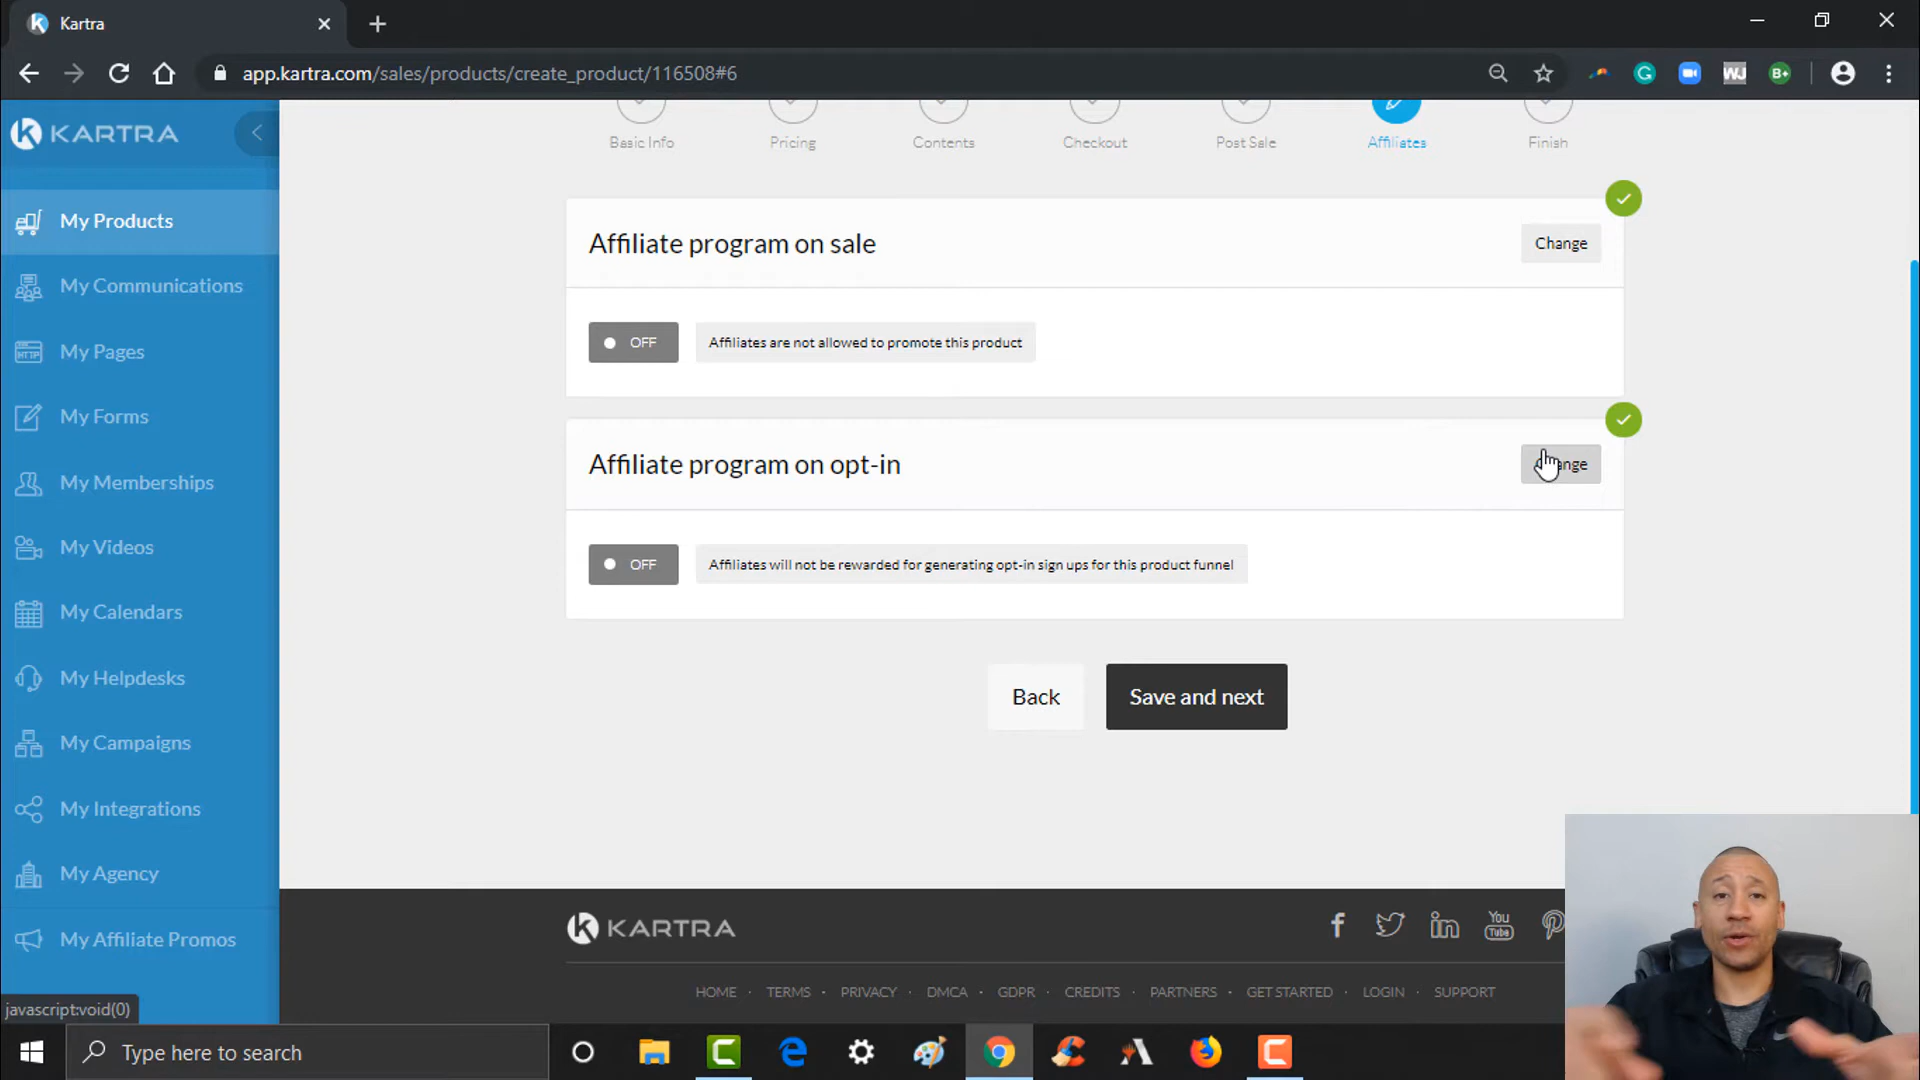 Kartra
app.kartra.com/sales/products/create_product/116508#6
WJ
B+
KARTRA
Basic Info
Pricing
Contents
Checkout
Post Sale
Affiliates
Finish
My Products
My Communications
HTTP
My Pages
My Forms
My Memberships
My Videos
My Calendars
My Helpdesks
My Campaigns
My Integrations
My Agency
My Affiliate Promos
Affiliate program on sale
Change
OFF
Affiliates are not allowed to promote this product
Affiliate program on opt-in
OFF
Affiliates will not be rewarded for generating opt-in sign ups for this product funnel
Back
Save and next
KARTRA
You
Tube
HOME · TERMS · PRIVACY · DMCA · GDPR · CREDITS · PARTNERS · GET STARTED · LOGIN · SUPPORT
javascript:void(0)
Type here to search